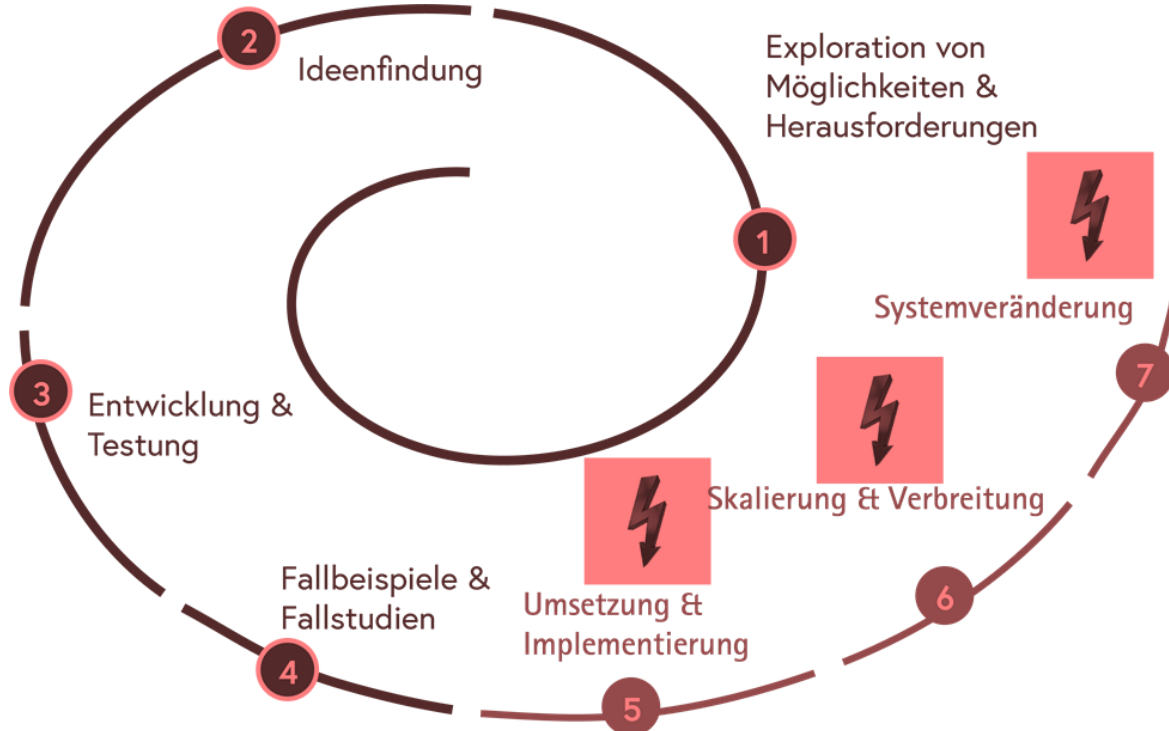 1
Exploration von
Möglichkeiten &
Herausforderungen
2
Ideenfindung
3
Entwicklung &
Testung
4
Fallbeispiele &
Fallstudien
5
Umsetzung &
Implementierung
6
Skalierung & Verbreitung
7
Systemveränderung